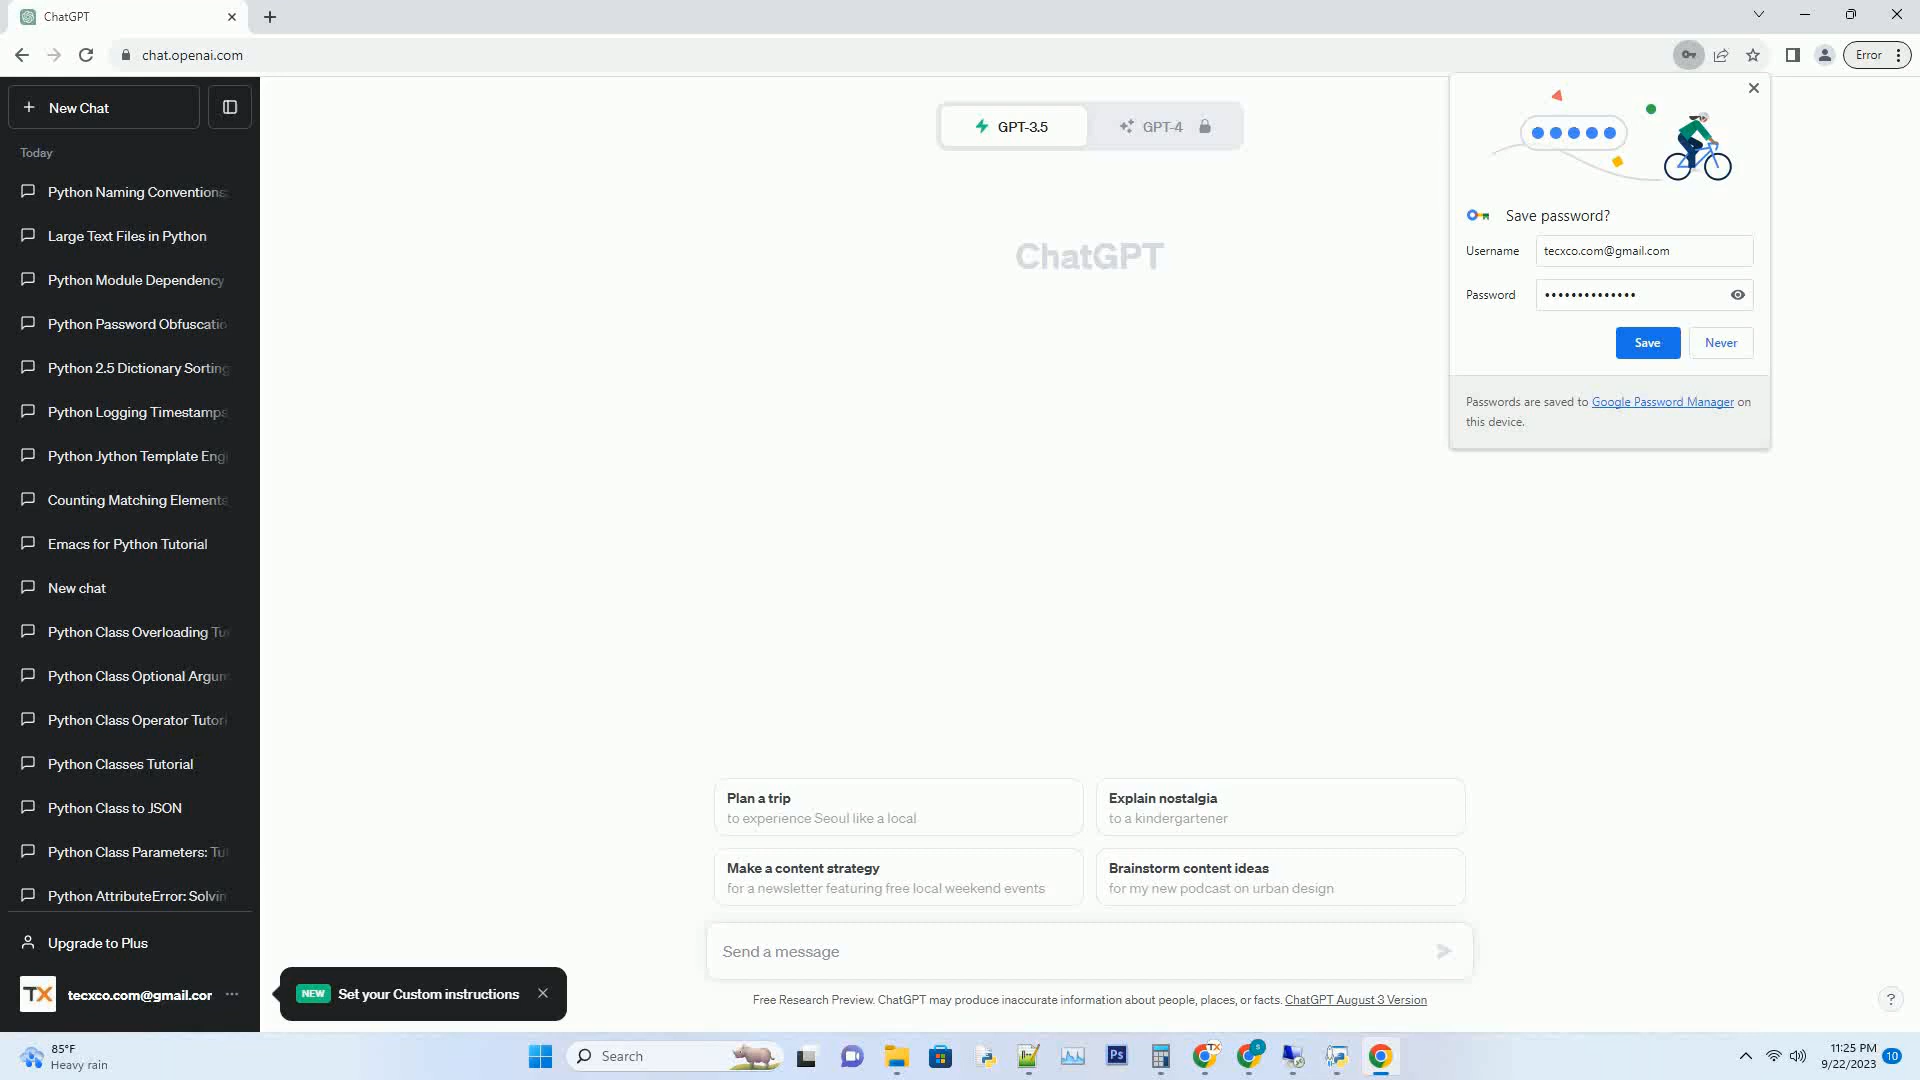 ChatGPT
chat.openai.com
Error
New Chat
Today
Python Naming Conventions
Large Text Files in Python
Python Module Dependency
Python Password Obfuscatio
Python 2.5 Dictionary Sorting
Python Logging Timestamps
Python Jython Template Eng
Counting Matching Elements
Emacs for Python Tutorial
New chat
Python Class Overloading Tu
Python Class Optional Argum
Python Class Operator Tutori
Python Classes Tutorial
Python Class to JSON
Python Class Parameters: Tu
Python AttributeError: Solvin
Upgrade to Plus
TX tecxco.com@gmail.cor
NEW Set your Custom instructions
GPT-3.5 GPT-4
ChatGPT
Save password?
Username tecxco.com@gmail.com
Password
Save Never
Passwords are saved to Google Password Manager on
this device.
Plan a trip
to experience Seoul like a local
Explain nostalgia
to a kindergartener
Make a content strategy
for a newsletter featuring free local weekend events
Brainstorm content ideas
for my new podcast on urban design
Send a message
Free Research Preview. ChatGPT may produce inaccurate information about people, places, or facts. ChatGPT August 3 Version
?
85°F
Heavy rain
Search
Ps
TX
s
11:25 PM
9/22/2023
10